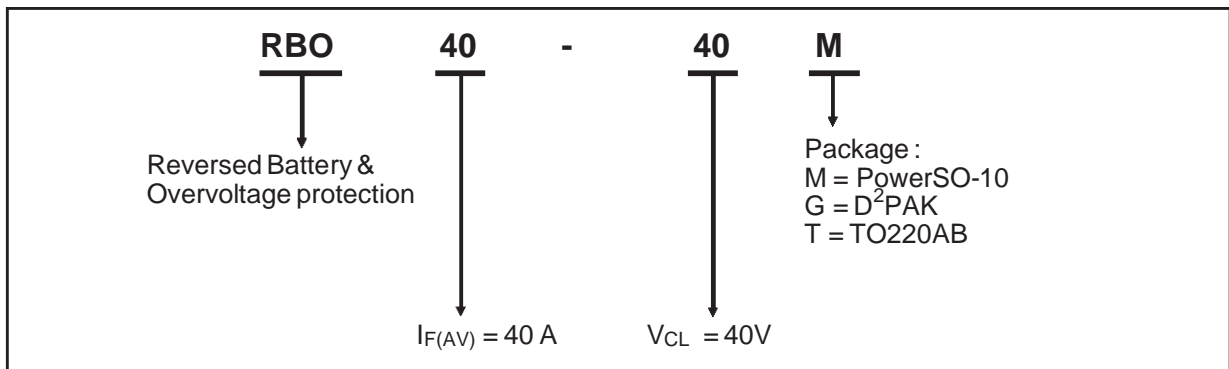 RBO 40 - 40 M
Reversed Battery &
Overvoltage protection
Package :
M = PowerSO-10
G = D²PAK
T = TO220AB
IF(AV) = 40 A
VCL = 40V